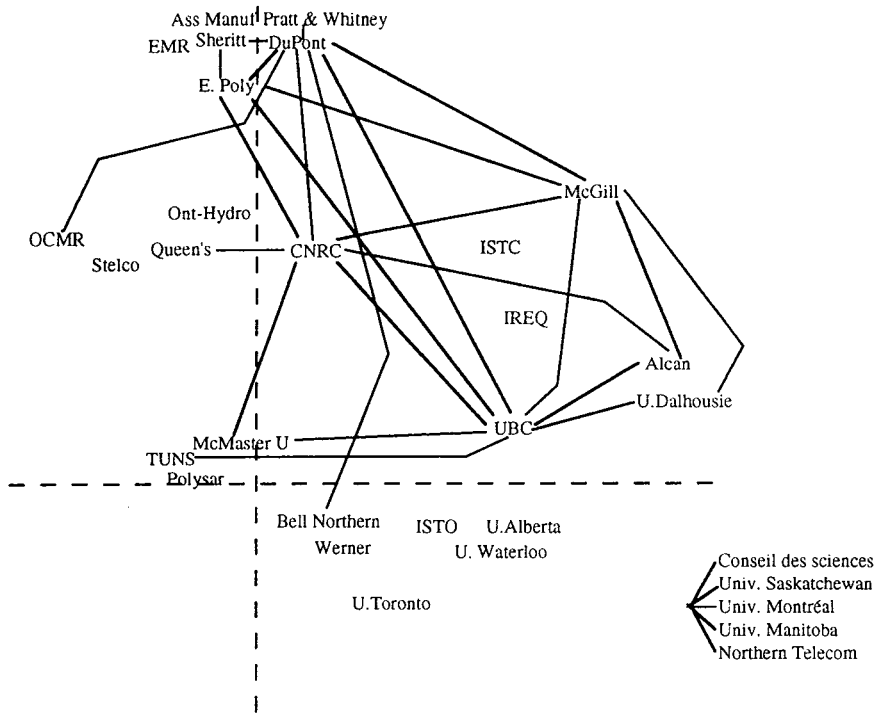 Ass Manuf Pratt & Whitney
EMR Sheritt DuPont
E. Poly
McGill
Ont-Hydro
OCMR Queen's CNRC ISTC
Stelco
IREQ
Alcan
U.Dalhousie
UBC
McMaster U
TUNS
Polysar
Bell Northern ISTO U.Alberta
Werner U. Waterloo
Conseil des sciences
Univ. Saskatchewan
U.Toronto Univ. Montréal
Univ. Manitoba
Northern Telecom